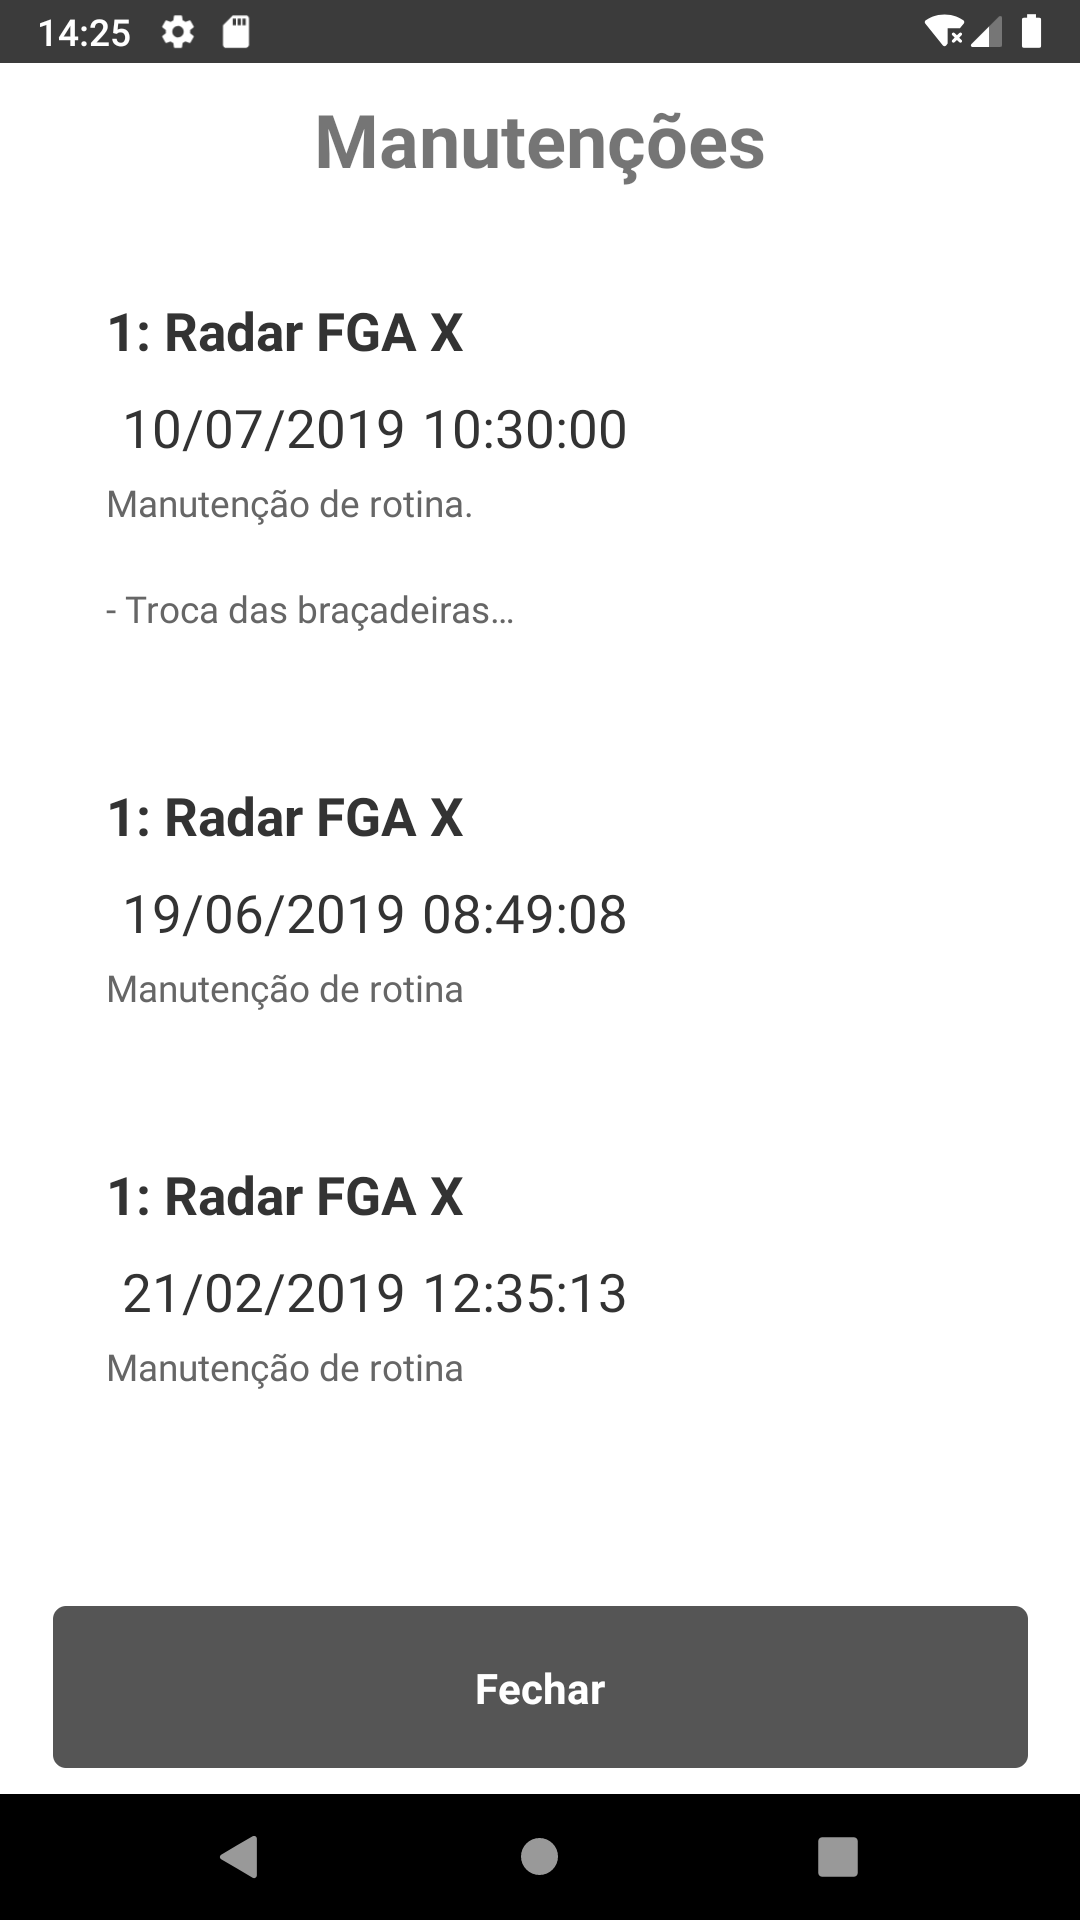 14:25
Manutenções
1: Radar FGA X
10/07/2019 10:30:00
Manutenção de rotina.
- Troca das braçadeiras…
1: Radar FGA X
19/06/2019 08:49:08
Manutenção de rotina
1: Radar FGA X
21/02/2019 12:35:13
Manutenção de rotina
Fechar